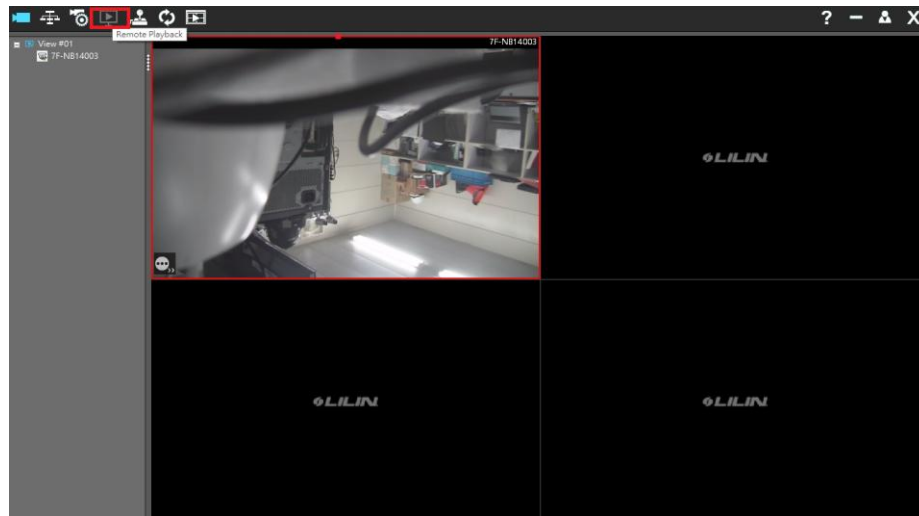 ? X
Remote Playback
View #01
7F-NB14003
7F-NB14003
LILIN
LILIN
LILIN